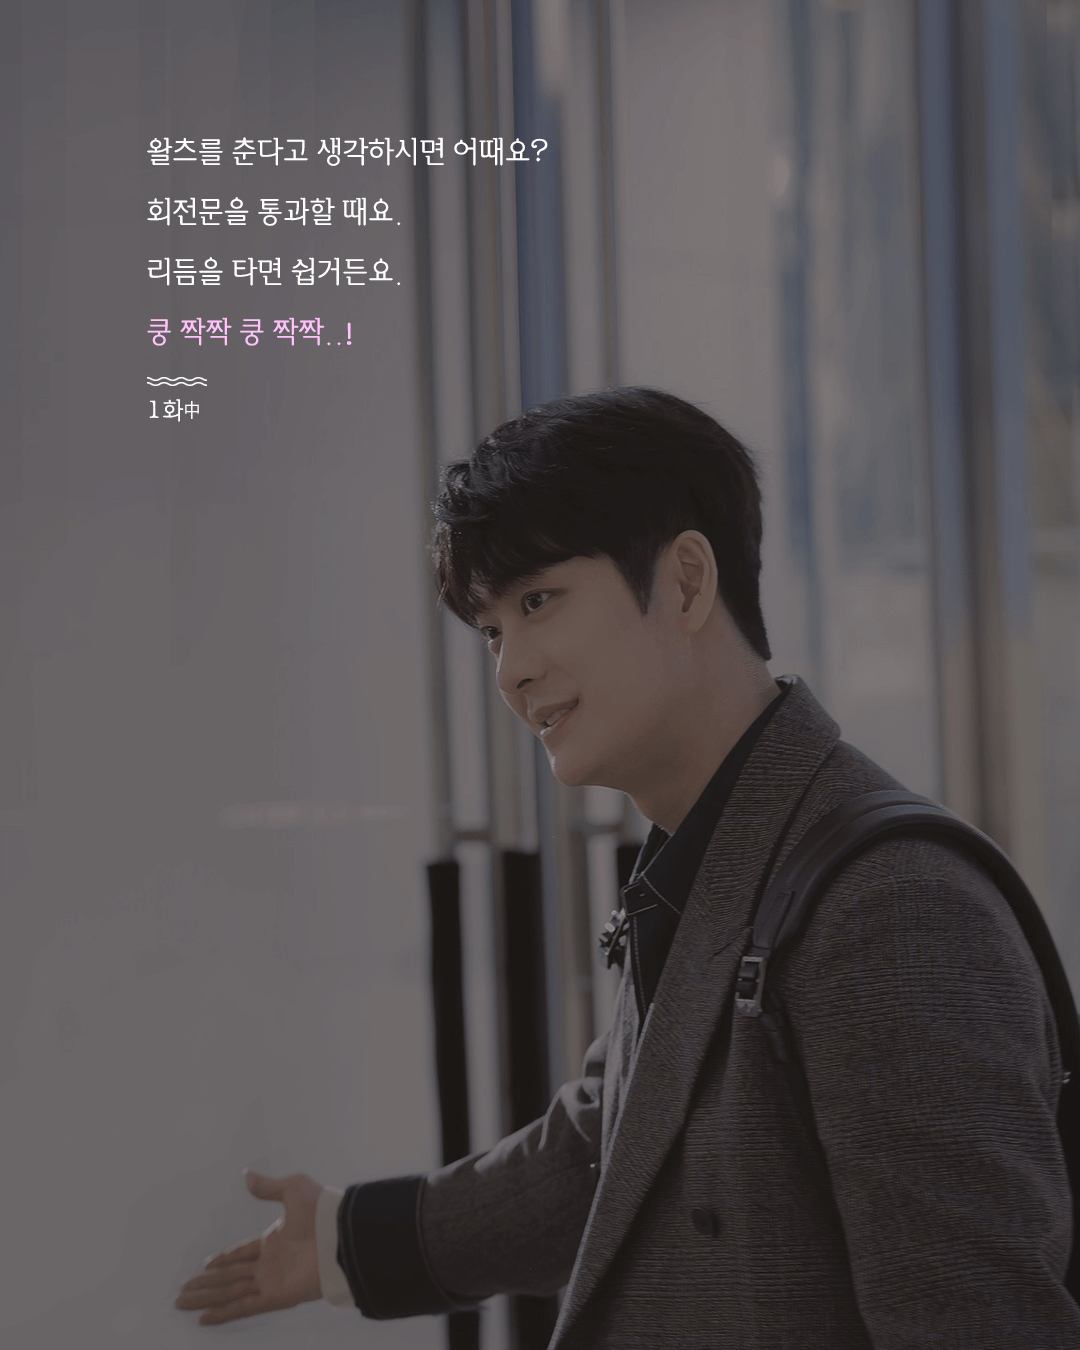 왈츠를 춘다고 생각하시면 어때요?
회전문을 통과할 때요.
리듬을 타면 쉽거든요.
쿵 짝짝 쿵 짝짝..!
1화中